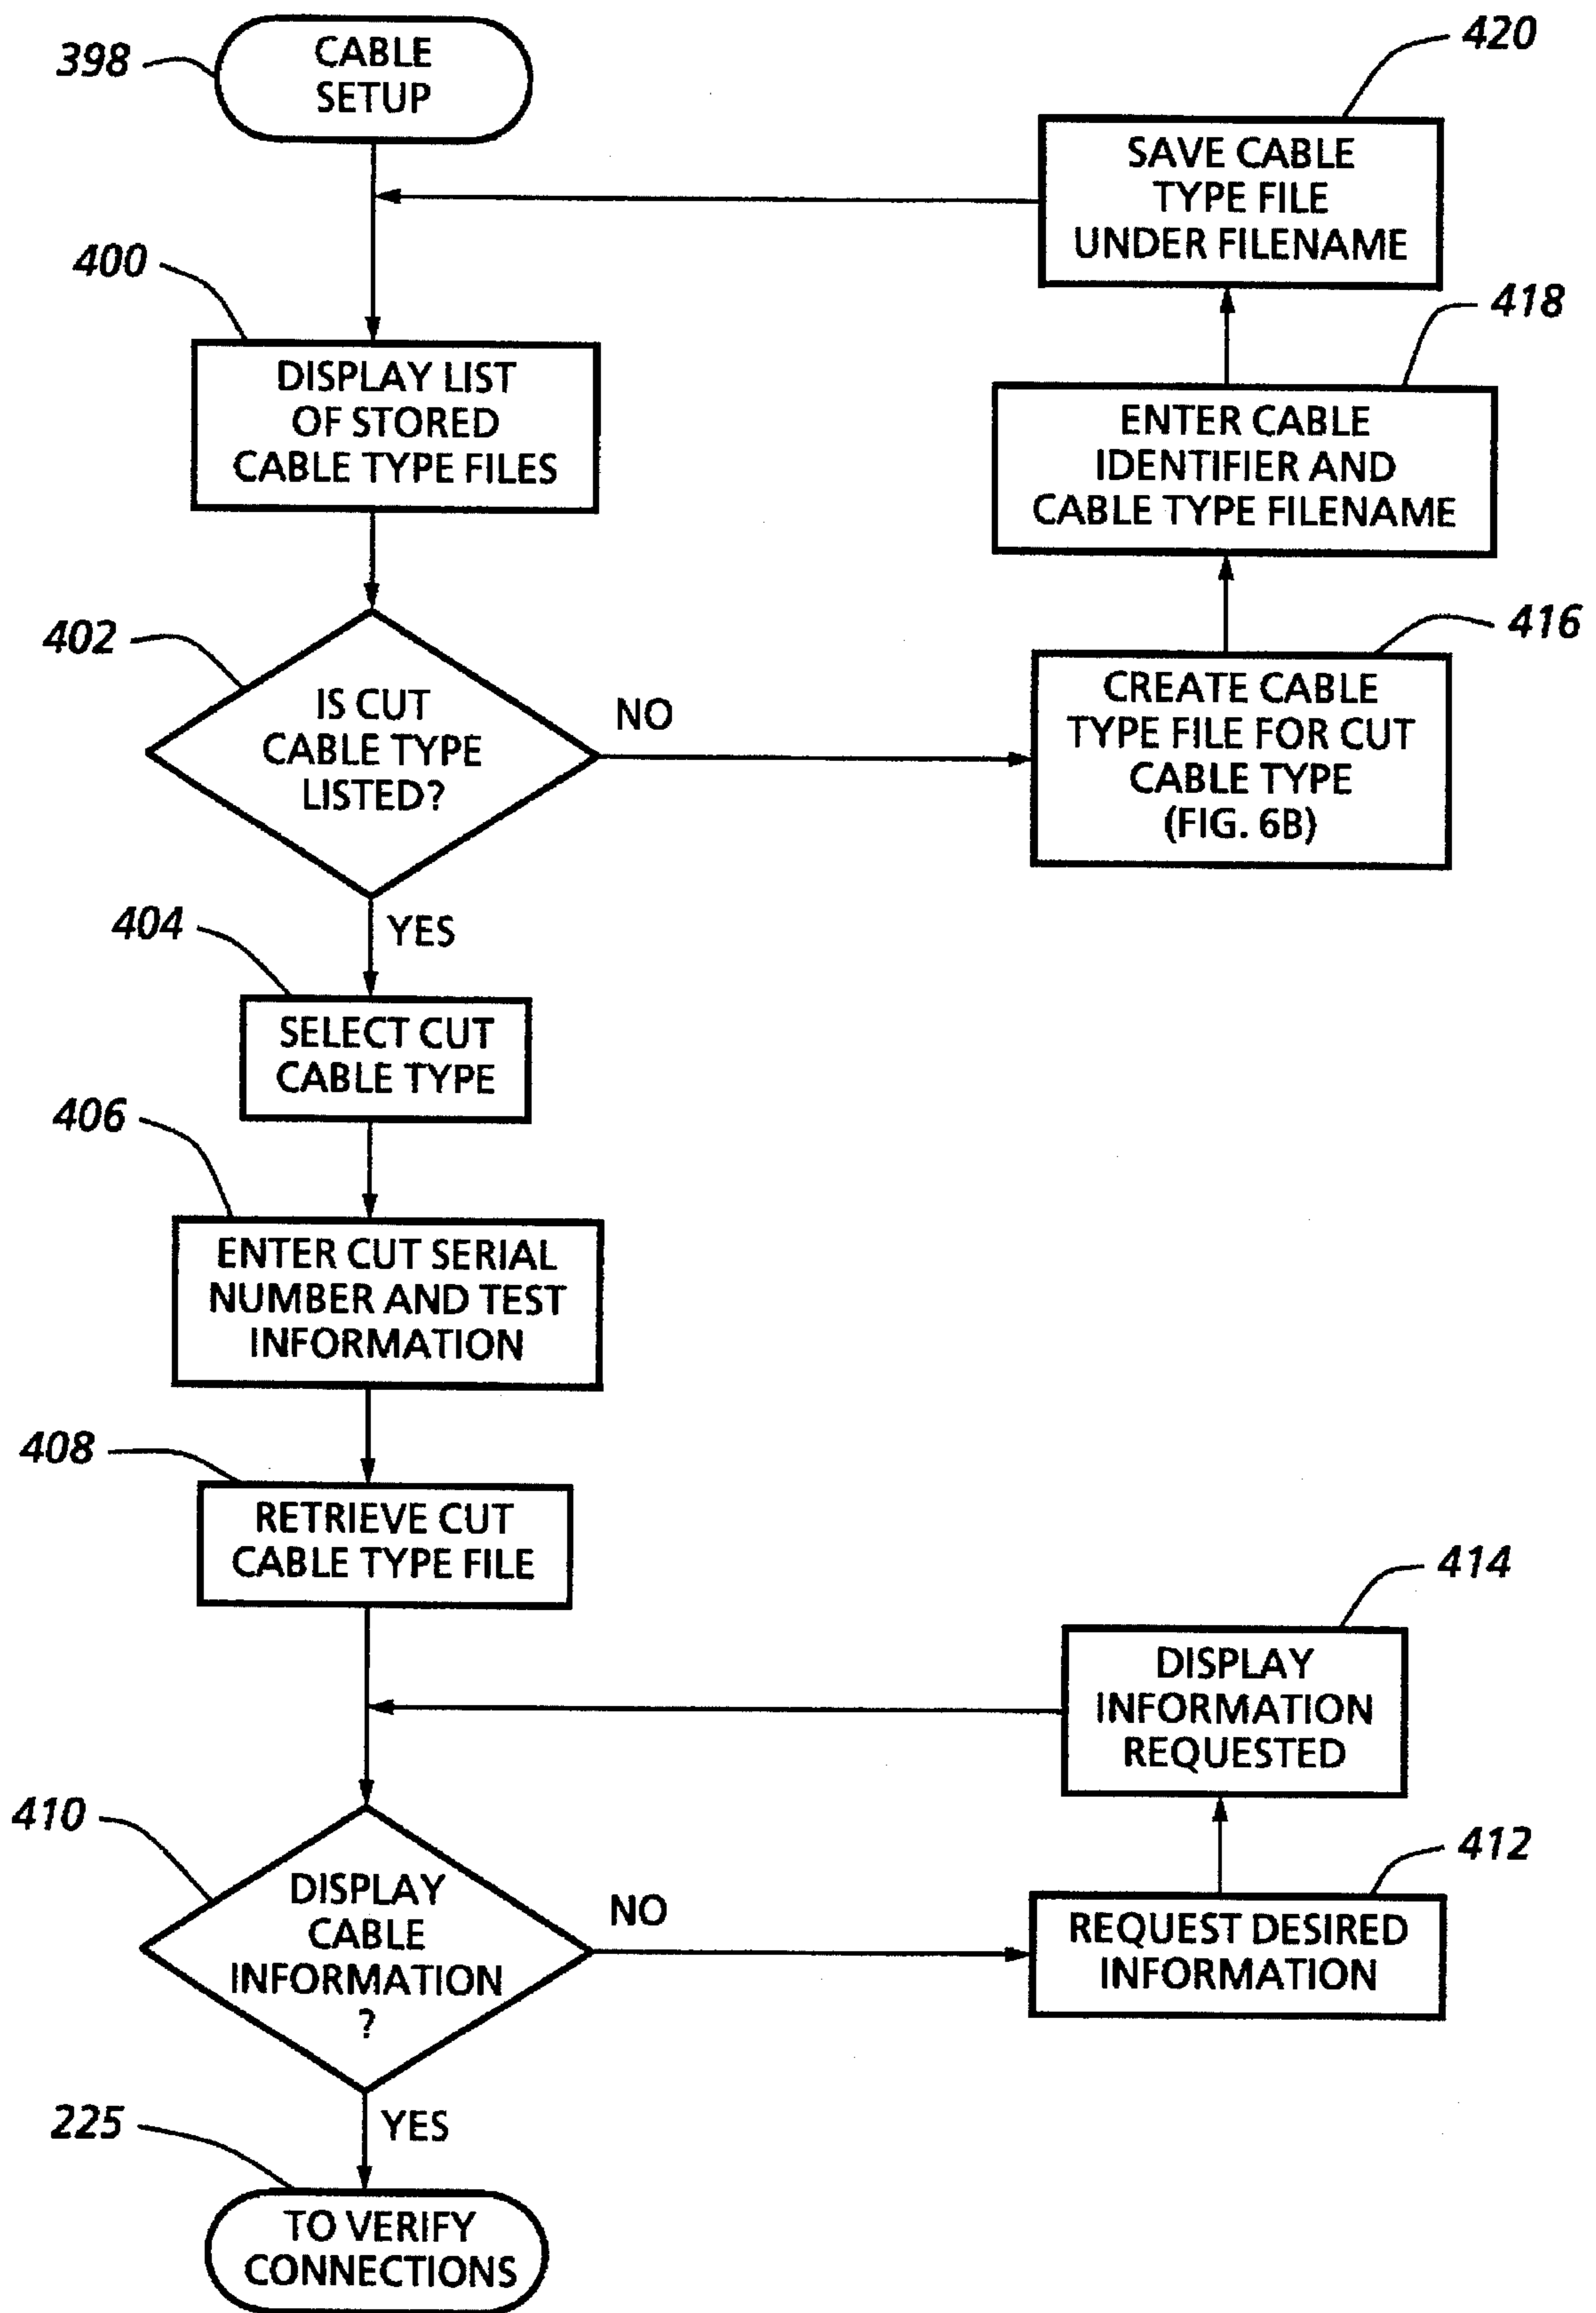 398
CABLE
SETUP
420
SAVE CABLE
TYPE FILE
UNDER FILENAME
400
DISPLAY LIST
OF STORED
CABLE TYPE FILES
418
ENTER CABLE
IDENTIFIER AND
CABLE TYPE FILENAME
402
IS CUT
CABLE TYPE
LISTED?
NO
416
CREATE CABLE
TYPE FILE FOR CUT
CABLE TYPE
(FIG. 6B)
YES
404
SELECT CUT
CABLE TYPE
406
ENTER CUT SERIAL
NUMBER AND TEST
INFORMATION
408
RETRIEVE CUT
CABLE TYPE FILE
414
DISPLAY
INFORMATION
REQUESTED
410
DISPLAY
CABLE
INFORMATION
?
NO
412
REQUEST DESIRED
INFORMATION
YES
225
TO VERIFY
CONNECTIONS